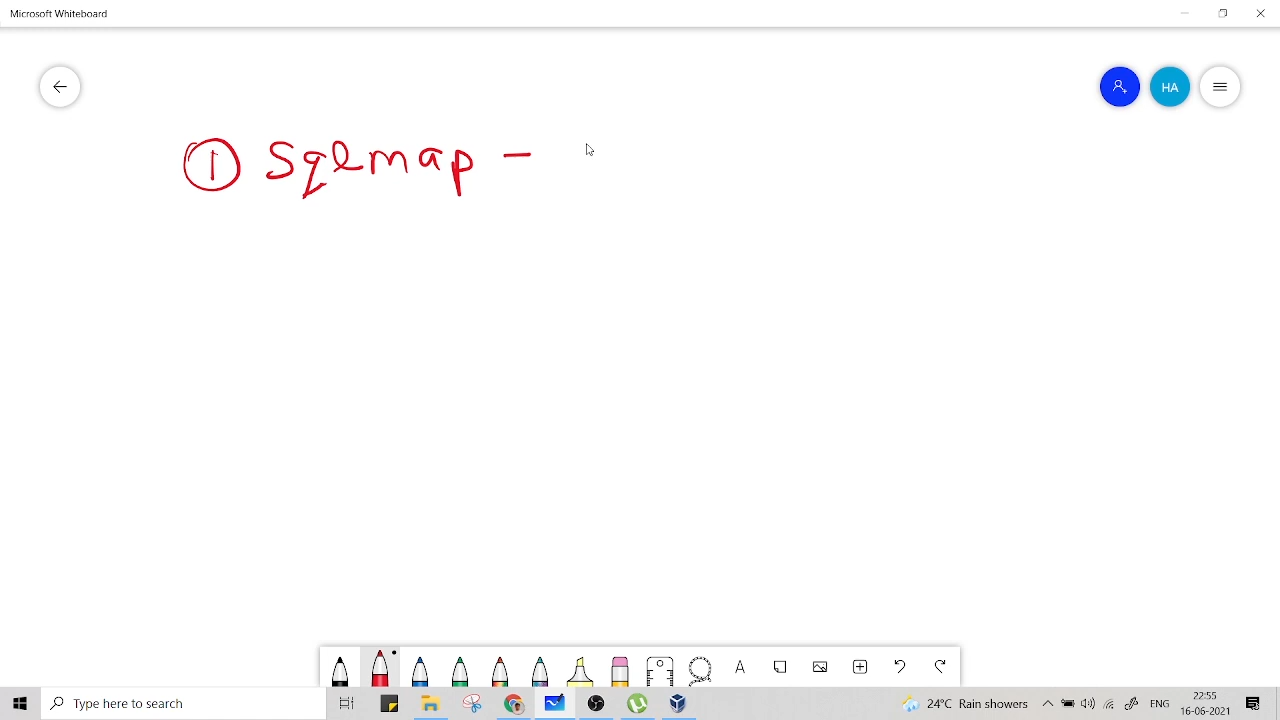 Microsoft Whiteboard
HA
① Sqlmap -
A
Type here to search
24°C Rain showers
ENG
22:55
16-06-2021